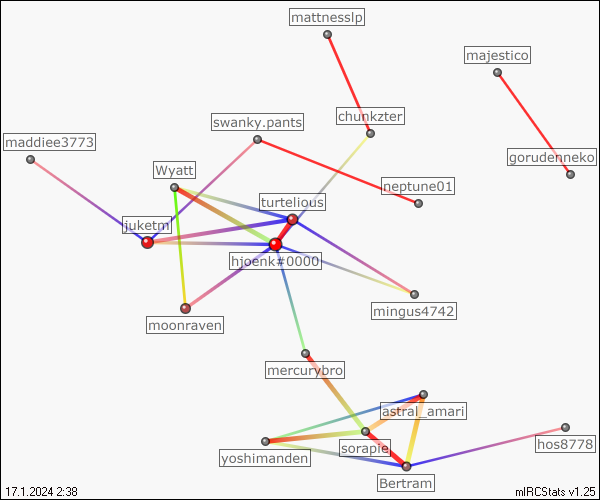 mattnesslp
majestico
chunkzter
swanky.pants
maddiee3773
gorudenneko
Wyatt
neptune01
turtelious
juketn
hjoenk#0000
mingus4742
moonraven
mercurybro
astral_amari
hos8778
sorapie
yoshimanden
Bertram
17.1.2024 2:38
mIRCStats v1.25